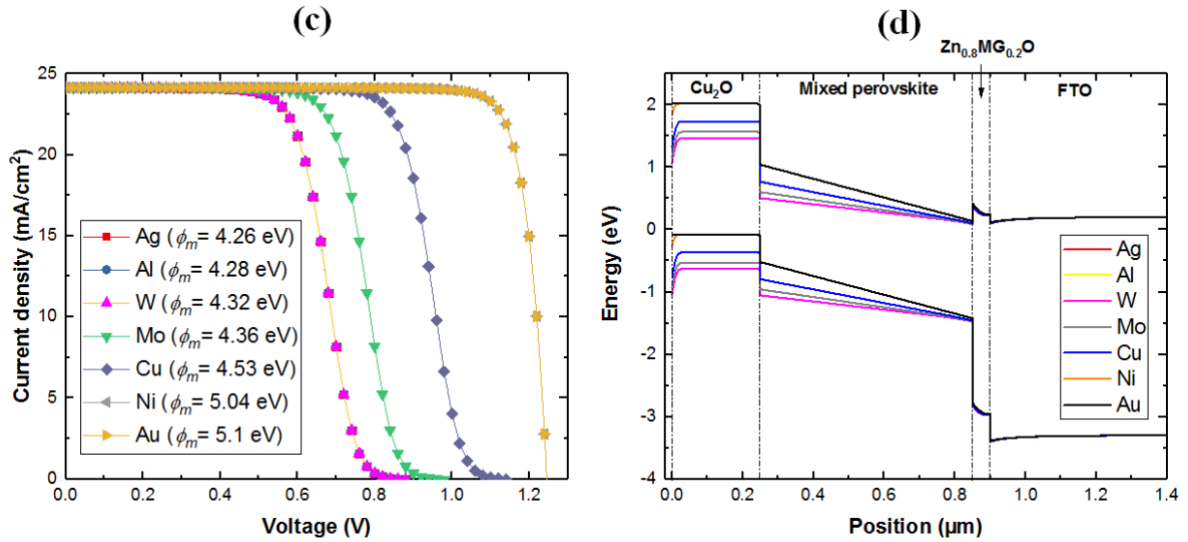 (c)
25
20
15
10
5
0
Current density (mA/cm²)
Ag (ϕm= 4.26 eV)
Al (ϕm= 4.28 eV)
W (ϕm= 4.32 eV)
Mo (ϕm= 4.36 eV)
Cu (ϕm= 4.53 eV)
Ni (ϕm= 5.04 eV)
Au (ϕm= 5.1 eV)
0.0 0.2 0.4 0.6 0.8 1.0 1.2
Voltage (V)
(d)
Zn0.8MG0.2O
Cu2O Mixed perovskite FTO
2
1
0
-1
-2
-3
-4
Energy (eV)
Ag
Al
W
Mo
Cu
Ni
Au
0.0 0.2 0.4 0.6 0.8 1.0 1.2 1.4
Position (µm)